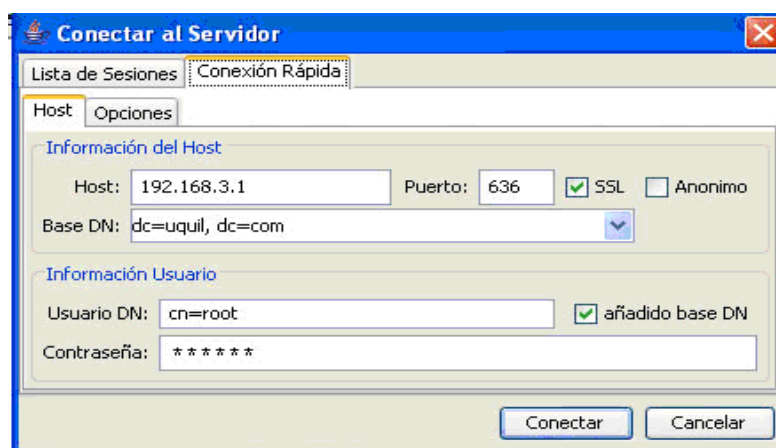 Conectar al Servidor
Lista de Sesiones Conexión Rápida
Host Opciones
Información del Host
Host: 192.168.3.1 Puerto: 636 SSL Anonimo
Base DN: dc=uquil, dc=com
Información Usuario
Usuario DN: cn=root añadido base DN
Contraseña: ******
Conectar Cancelar